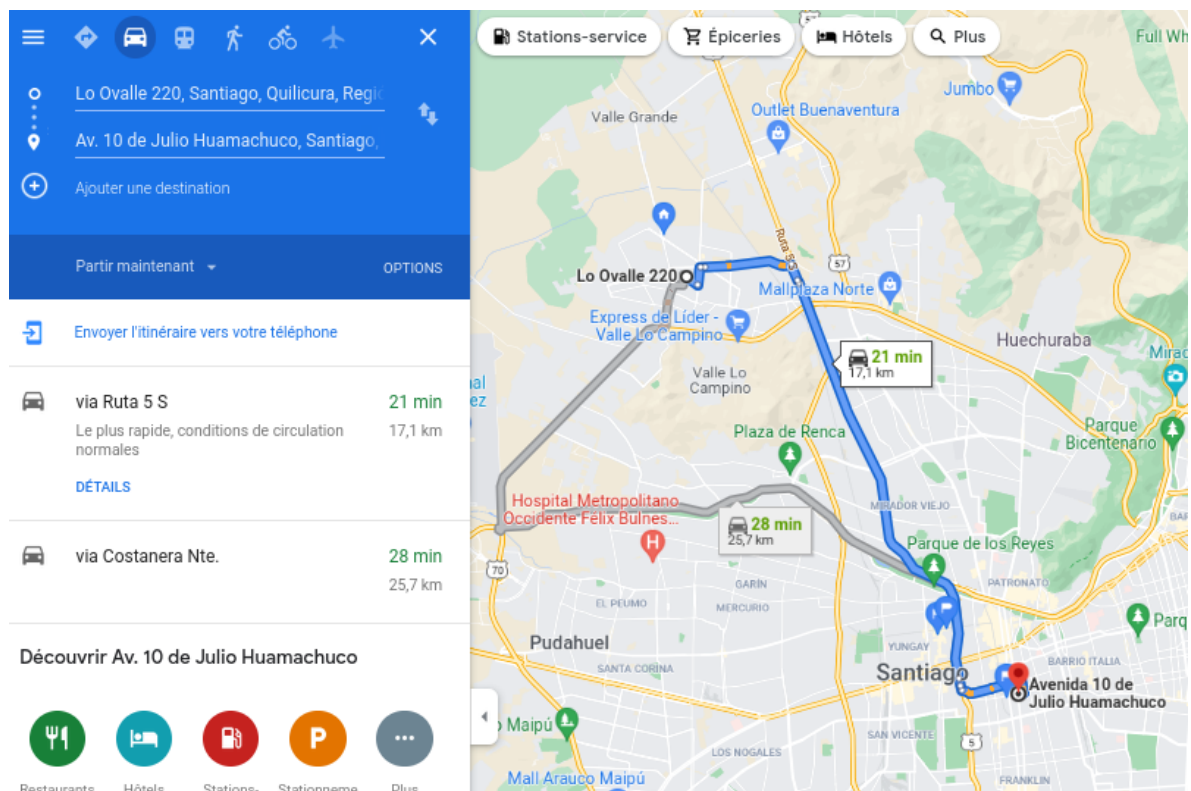 Lo Ovalle 220, Santiago, Quilicura, Regi
Av. 10 de Julio Huamachuco, Santiago,
Ajouter une destination
Partir maintenant
OPTIONS
Envoyer l'itinéraire vers votre téléphone
via Ruta 5 S
21 min
Le plus rapide, conditions de circulation
17,1 km
normales
DÉTAILS
via Costanera Nte.
28 min
25,7 km
Découvrir Av. 10 de Julio Huamachuco
P
Restaurants
Hôtels
Stations-
Stationneme
Plus
Stations-service
Épiceries
Hôtels
Plus
57
Full Wh
Jumbo
Outlet Buenaventura
Valle Grande
Ruta 5 S
57
Lo Ovalle 220
Mallplaza Norte
Express de Líder -
Valle Lo Campino
Huechuraba
21 min
17,1 km
Mirac
Valle Lo
Campino
nal
ez
Plaza de Renca
Parque
Bicentenario
Hospital Metropolitano
Occidente Félix Bulnes...
H
MIRADOR VIEJO
28 min
25,7 km
BAR
Parque de los Reyes
70
GARÍN
PATRONATO
EL PEUMO
MERCURIO
Parq
Pudahuel
YUNGAY
SANTA CORINA
Santiago
BARRIO ITALIA
Avenida 10 de
Julio Huamachuco
o Maipú
SAN VICENTE
5
LOS NOGALES
Mall Arauco Maipú
FRANKLIN